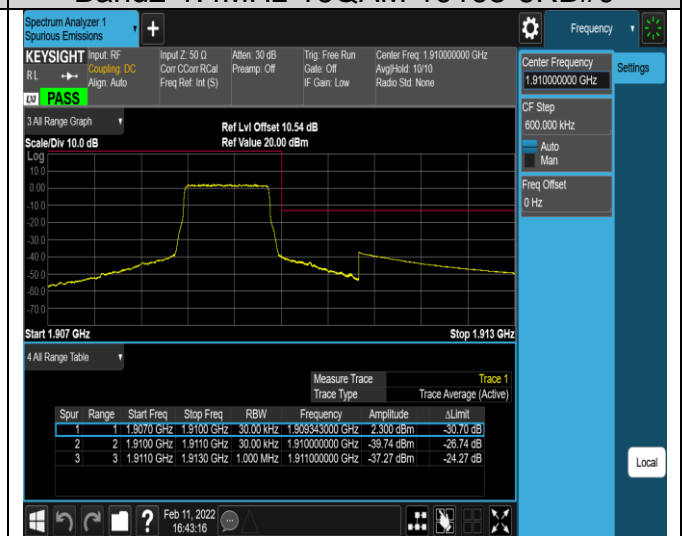 Spectrum Analyzer 1
Spurious Emissions
Frequency
KEYSIGHT
R L
LXI PASS
Input: RF
Coupling: DC
Align: Auto
Input Z: 50 Ω
Corr CCorr RCal
Freq Ref: Int (S)
Atten: 30 dB
Preamp: Off
Trig: Free Run
Gate: Off
IF Gain: Low
Center Freq: 1.910000000 GHz
Avg|Hold: 10/10
Radio Std: None
Center Frequency
1.910000000 GHz
Settings
CF Step
600.000 kHz
Auto
Man
Freq Offset
0 Hz
3 All Range Graph
Scale/Div 10.0 dB
Ref Lvl Offset 10.54 dB
Ref Value 20.00 dBm
Log
10.0
0.00
-10.0
-20.0
-30.0
-40.0
-50.0
-60.0
-70.0
Start 1.907 GHz Stop 1.913 GHz
4 All Range Table
Measure Trace Trace 1
Trace Type Trace Average (Active)
Spur Range Start Freq Stop Freq RBW Frequency Amplitude ΔLimit
1 1 1.9070 GHz 1.9100 GHz 30.00 kHz 1.909343000 GHz 2.300 dBm -30.70 dB
2 2 1.9100 GHz 1.9110 GHz 30.00 kHz 1.910000000 GHz -39.74 dBm -26.74 dB
3 3 1.9110 GHz 1.9130 GHz 1.000 MHz 1.911000000 GHz -37.27 dBm -24.27 dB
Local
Feb 11, 2022
16:43:16